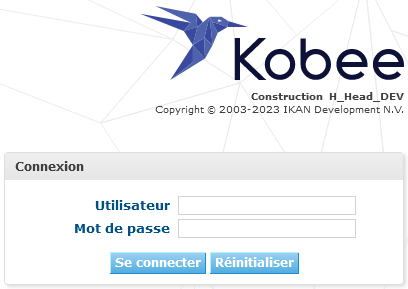 Kobee
Construction H_Head_DEV
Copyright © 2003-2023 IKAN Development N.V.
Connexion
Utilisateur
Mot de passe
Se connecter Réinitialiser